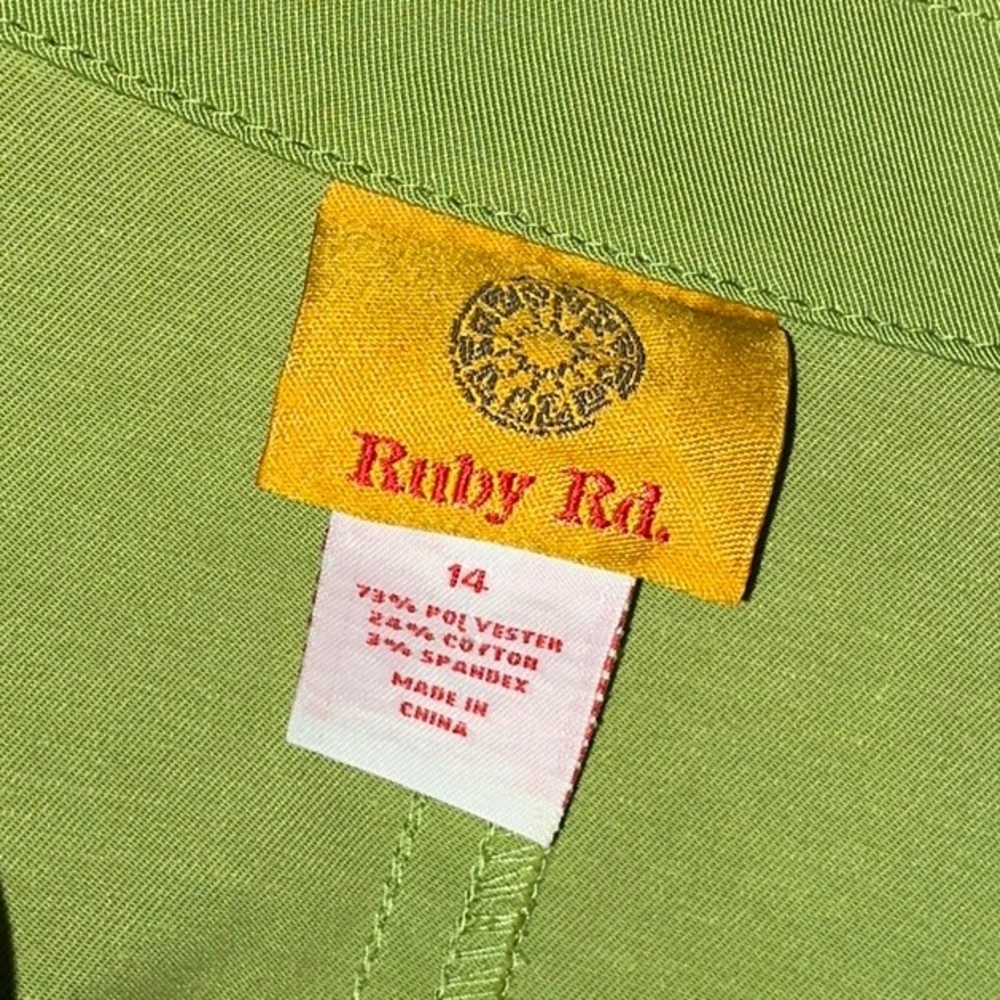 Ruby Rd.
14
73% POLYESTER
24% COTTON
3% SPANDEX
MADE IN
CHINA